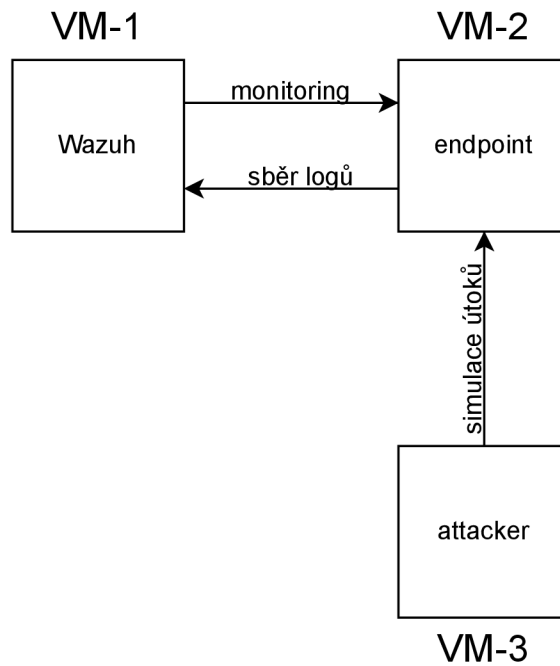 VM-1
VM-2
monitoring
Wazuh
endpoint
sběr logů
simulace útoků
attacker
VM-3